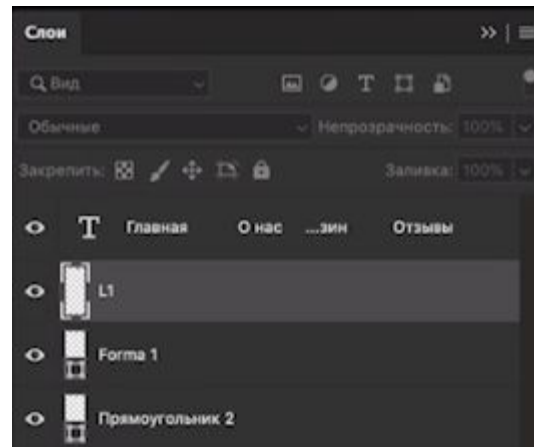 Слои
Вид
Обычные Непрозрачность: 100%
Закрепить: Заливка: 100%
T Главная О нас ...зин Отзывы
L1
Forma 1
Прямоугольник 2